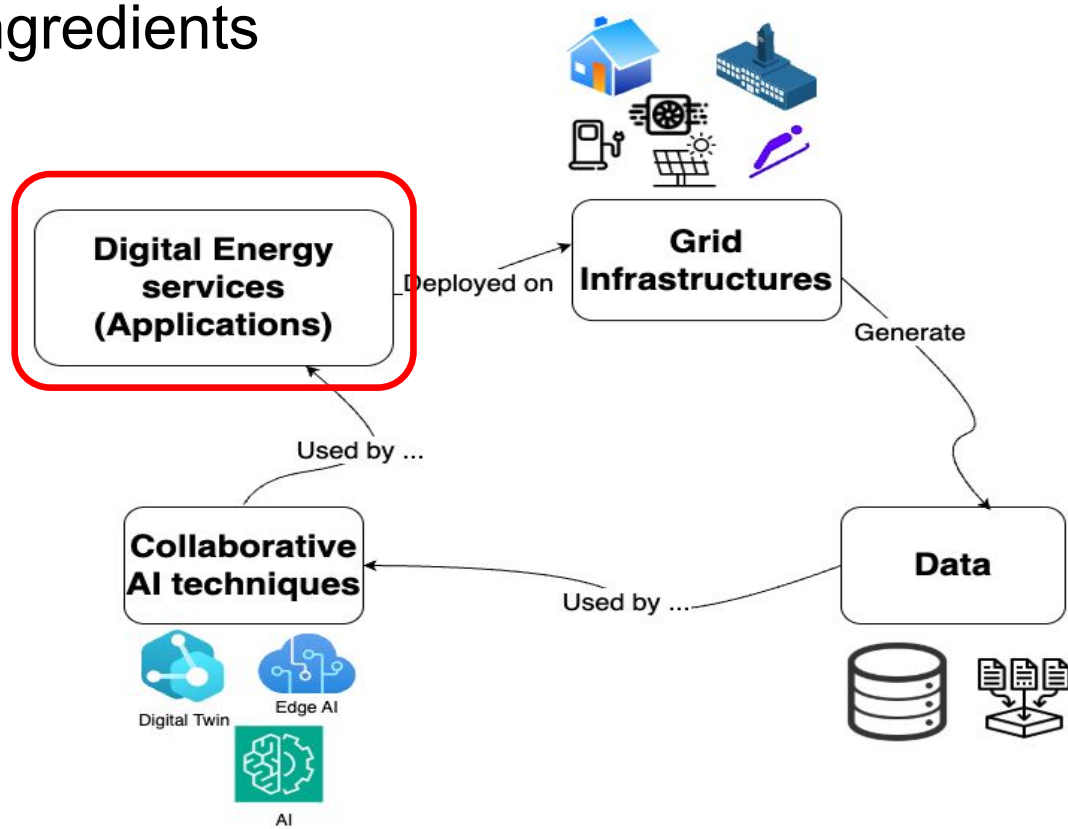 ngredients
Digital Energy
services
(Applications)
Deployed on
Grid
Infrastructures
Generate
Used by ...
Collaborative
AI techniques
Used by ...
Data
Digital Twin
Edge AI
AI